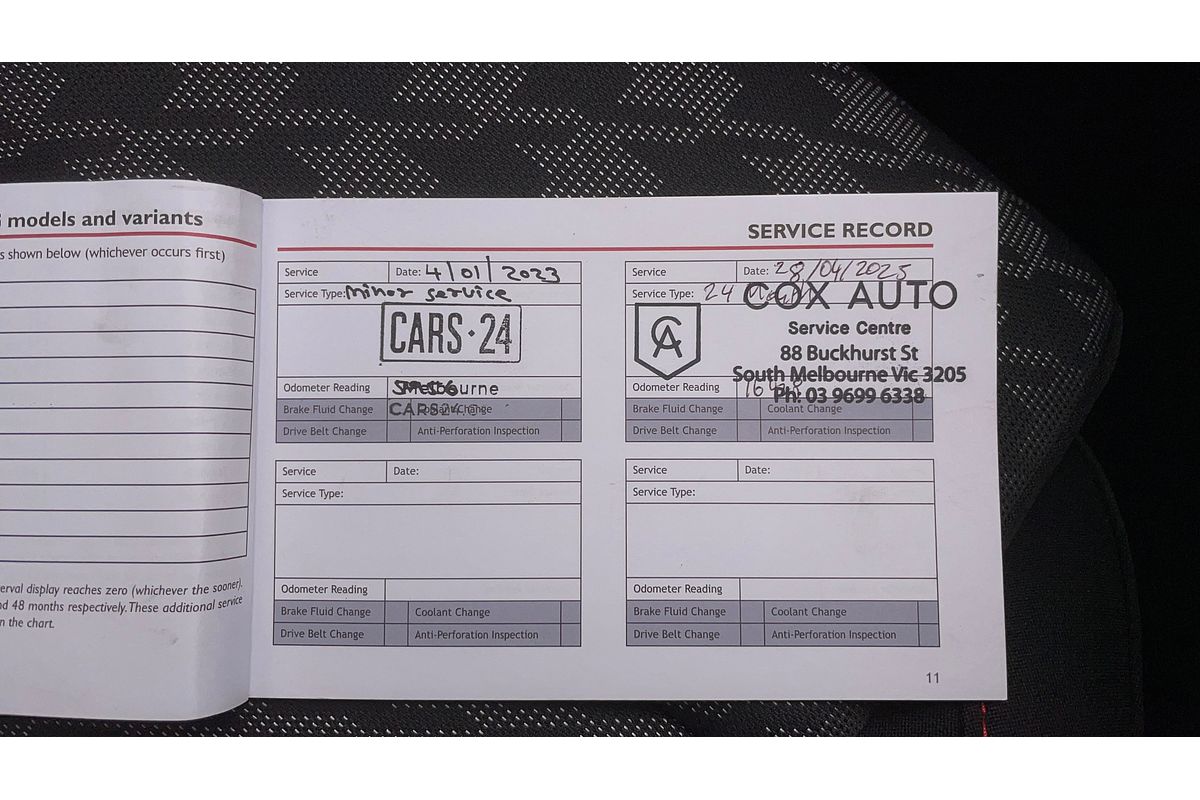 models and variants
s shown below (whichever occurs first)
erval display reaches zero (whichever the sooner).
nd 48 months respectively. These additional service
n the chart.
SERVICE RECORD
Service Date: 4/01/2023
Service Type: Minor service
CARS·24
Odometer Reading
Melbourne
Brake Fluid Change Coolant Change
Drive Belt Change Anti-Perforation Inspection
Service Date: 28/04/2025
Service Type: 24
COX AUTO
Service Centre
88 Buckhurst St
South Melbourne Vic 3205
Ph: 03 9699 6338
Odometer Reading
Brake Fluid Change Coolant Change
Drive Belt Change Anti-Perforation Inspection
Service Date:
Service Type:
Odometer Reading
Brake Fluid Change Coolant Change
Drive Belt Change Anti-Perforation Inspection
Service Date:
Service Type:
Odometer Reading
Brake Fluid Change Coolant Change
Drive Belt Change Anti-Perforation Inspection
11